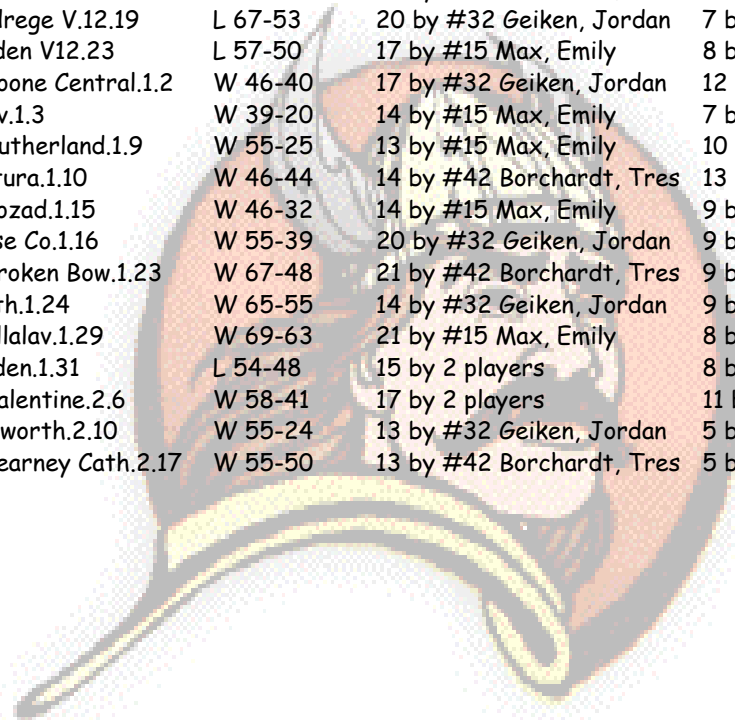 drege V.12.19 L 67-53 20 by #32 Geiken, Jordan 7 b
den V12.23 L 57-50 17 by #15 Max, Emily 8 b
oone Central.1.2 W 46-40 17 by #32 Geiken, Jordan 12
v.1.3 W 39-20 14 by #15 Max, Emily 7 b
utherland.1.9 W 55-25 13 by #15 Max, Emily 10
tura.1.10 W 46-44 14 by #42 Borchardt, Tres 13
ozad.1.15 W 46-32 14 by #15 Max, Emily 9 b
se Co.1.16 W 55-39 20 by #32 Geiken, Jordan 9 b
roken Bow.1.23 W 67-48 21 by #42 Borchardt, Tres 9 b
th.1.24 W 65-55 14 by #32 Geiken, Jordan 9 b
llalav.1.29 W 69-63 21 by #15 Max, Emily 8 b
den.1.31 L 54-48 15 by 2 players 8 b
alentine.2.6 W 58-41 17 by 2 players 11
worth.2.10 W 55-24 13 by #32 Geiken, Jordan 5 b
earney Cath.2.17 W 55-50 13 by #42 Borchardt, Tres 5 b